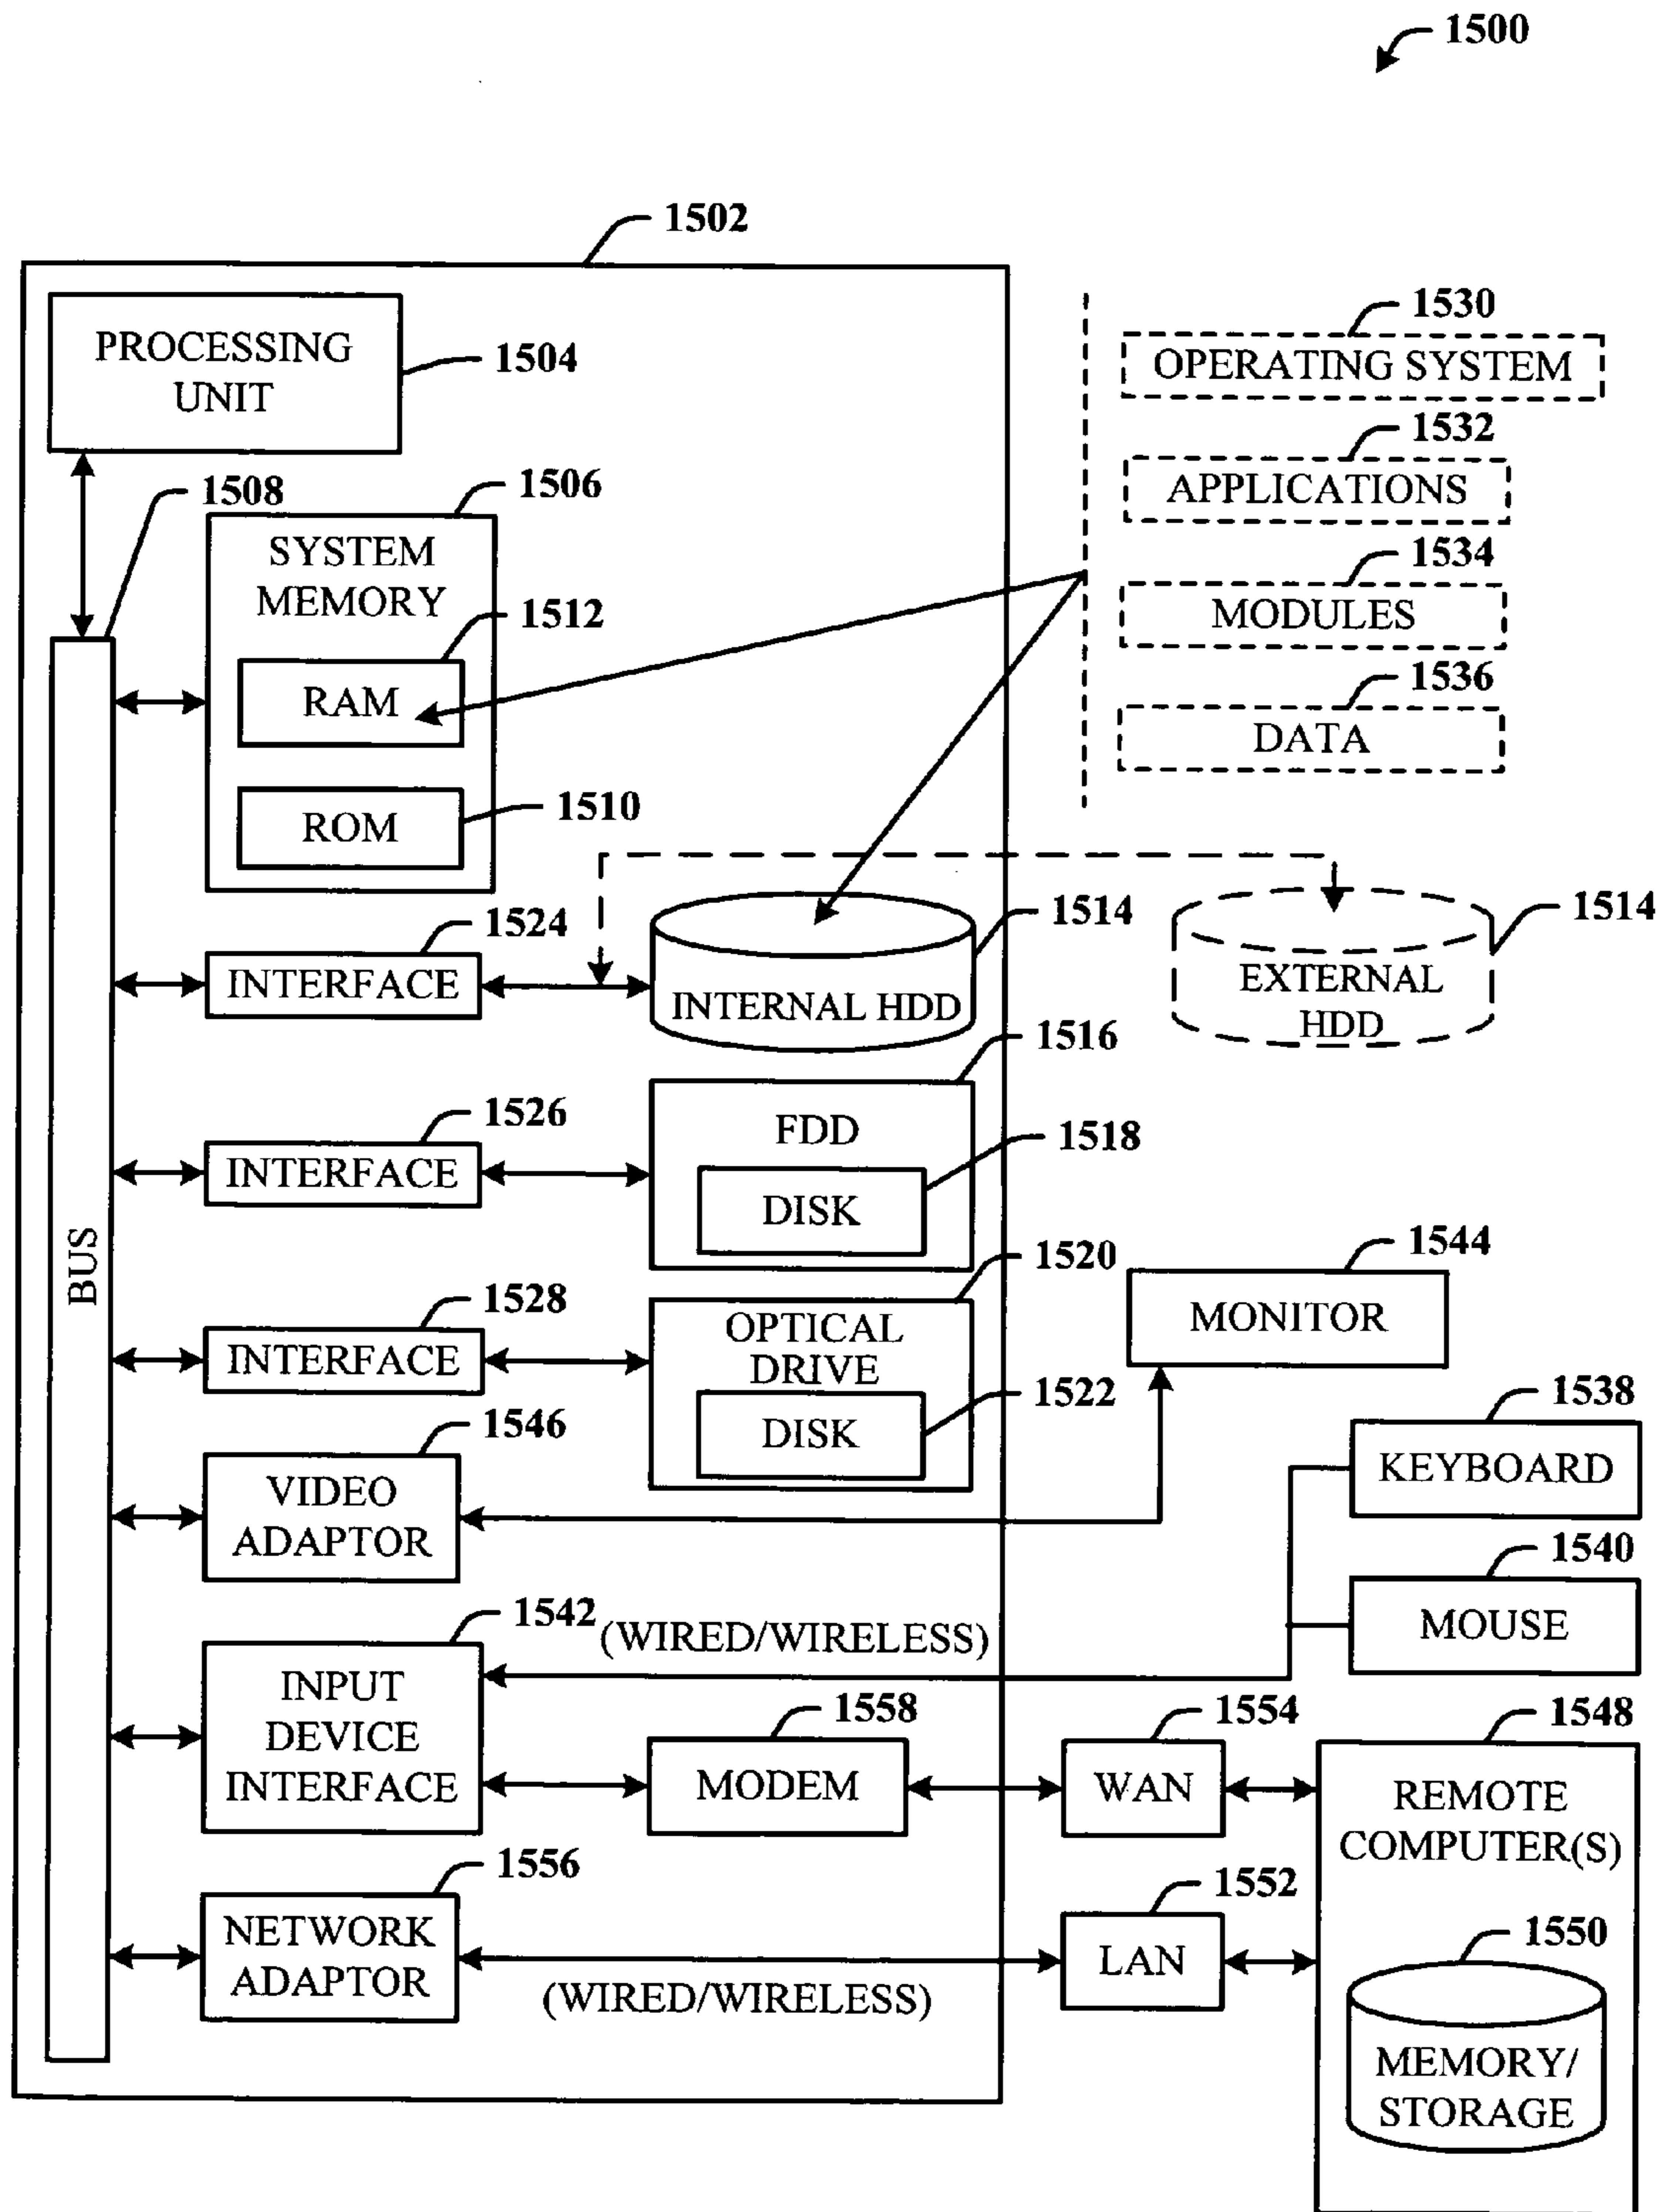 1500
1502
PROCESSING
UNIT
1504
1530
OPERATING SYSTEM
1532
APPLICATIONS
1534
MODULES
1536
DATA
1508
1506
SYSTEM
MEMORY
1512
RAM
1510
ROM
1524
INTERFACE
1514
INTERNAL HDD
1514
EXTERNAL
HDD
1516
FDD
1526
INTERFACE
1518
DISK
BUS
1520
OPTICAL
DRIVE
1528
INTERFACE
1522
DISK
1544
MONITOR
1546
VIDEO
ADAPTOR
1538
KEYBOARD
1540
MOUSE
1542
(WIRED/WIRELESS)
INPUT
DEVICE
INTERFACE
1558
MODEM
1554
WAN
1548
REMOTE
COMPUTER(S)
1556
NETWORK
ADAPTOR
(WIRED/WIRELESS)
1552
LAN
1550
MEMORY/
STORAGE